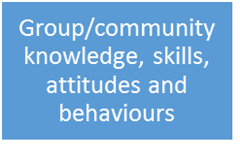 Group/community
knowledge, skills,
attitudes and
behaviours